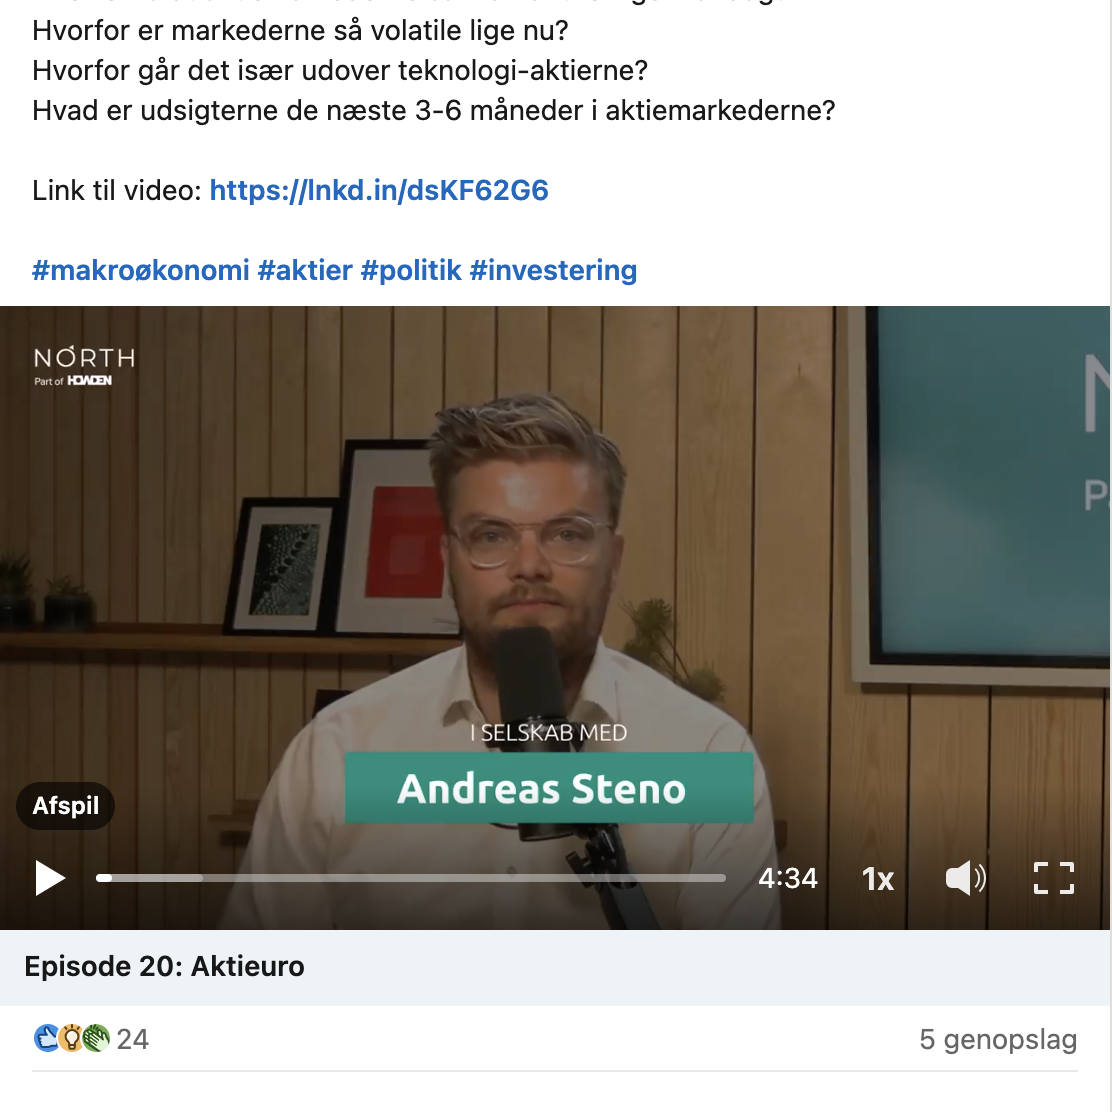 Hvorfor er markederne så volatile lige nu?
Hvorfor går det især udover teknologi-aktierne?
Hvad er udsigterne de næste 3-6 måneder i aktiemarkederne?
Link til video: https://lnkd.in/dsKF62G6
#makroøkonomi #aktier #politik #investering
NORTH
Part of HOWDEN
N
P
I SELSKAB MED
Andreas Steno
Afspil
4:34 1x
Episode 20: Aktieuro
24 5 genopslag